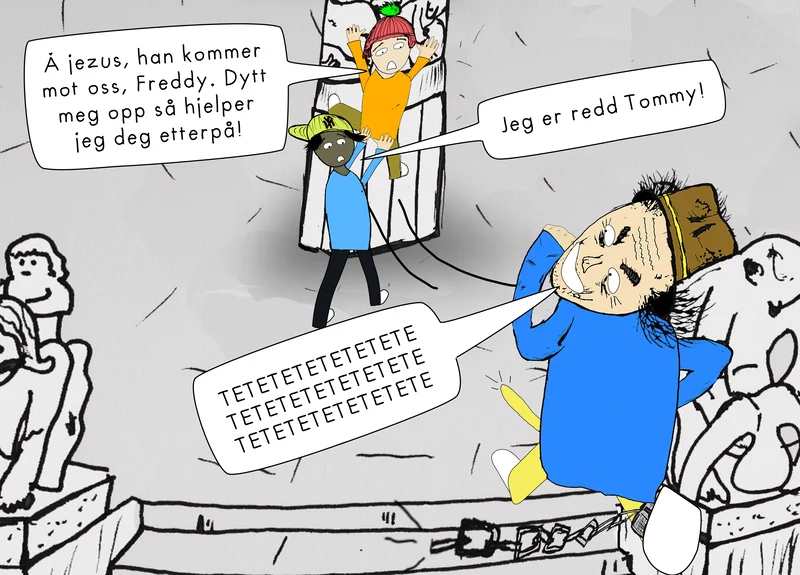 Å jezus, han kommer
mot oss, Freddy. Dytt
meg opp så hjelper
jeg deg etterpå!
Jeg er redd Tommy!
TETETETETETETETE
TETETETETETETETE
TETETETETETETETE